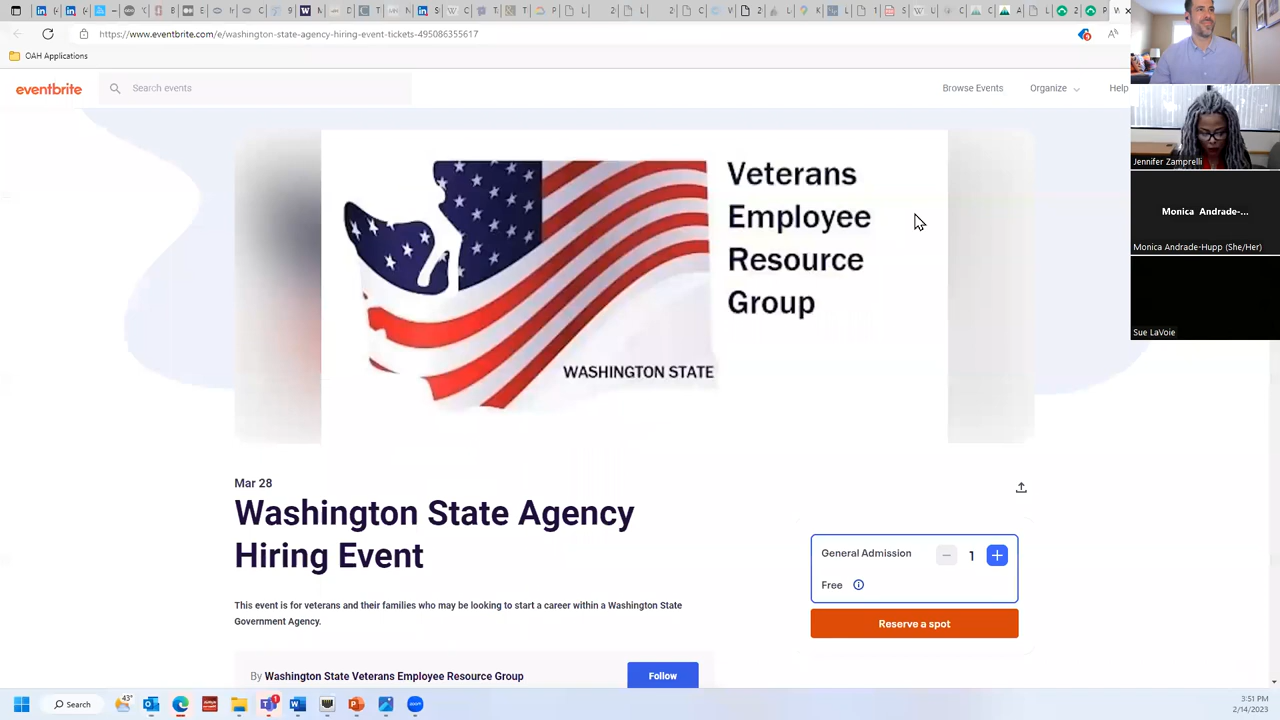 https://www.eventbrite.com/e/washington-state-agency-hiring-event-tickets-495086355617
OAH Applications
eventbrite
Search events
Browse Events
Organize
Help
Veterans
Employee
Resource
Group
WASHINGTON STATE
Jennifer Zamprelli
Monica Andrade-...
Monica Andrade-Hupp (She/Her)
Sue LaVoie
Mar 28
Washington State Agency
Hiring Event
This event is for veterans and their families who may be looking to start a career within a Washington State
Government Agency.
By Washington State Veterans Employee Resource Group
Follow
General Admission
1
Free
Reserve a spot
43°
Search
3:51 PM
2/14/2023